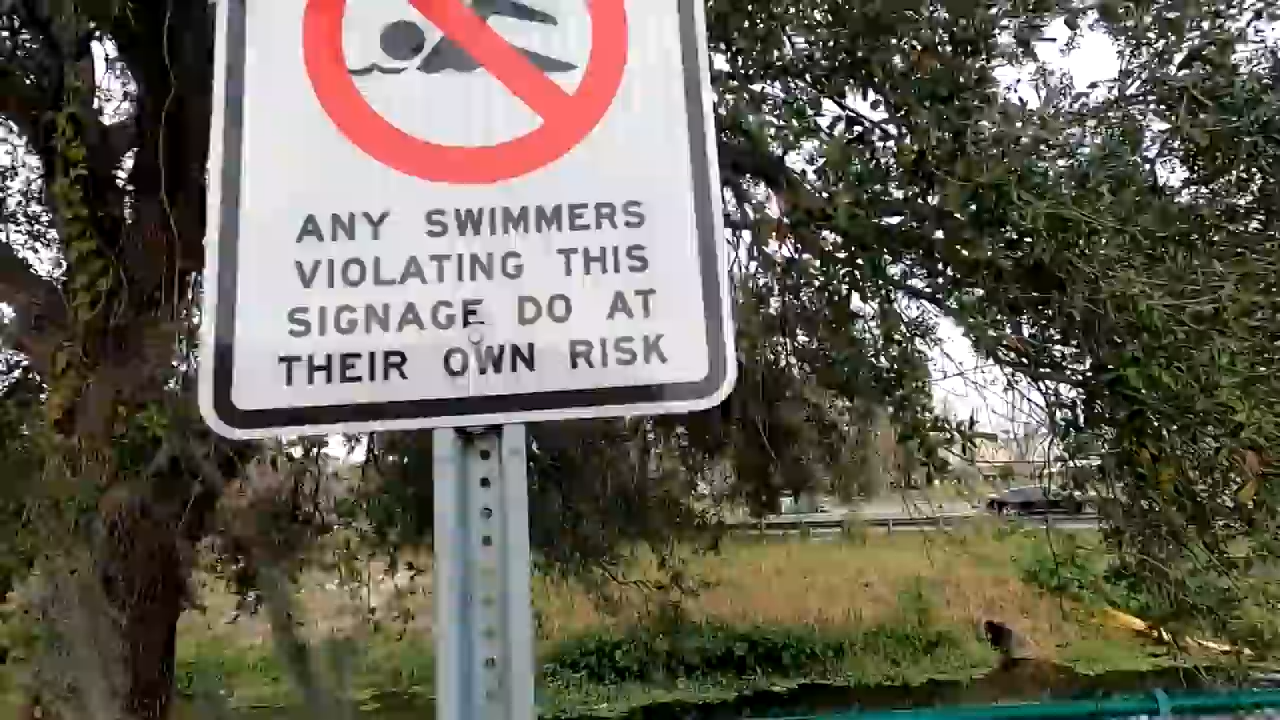 ANY SWIMMERS
VIOLATING THIS
SIGNAGE DO AT
THEIR OWN RISK